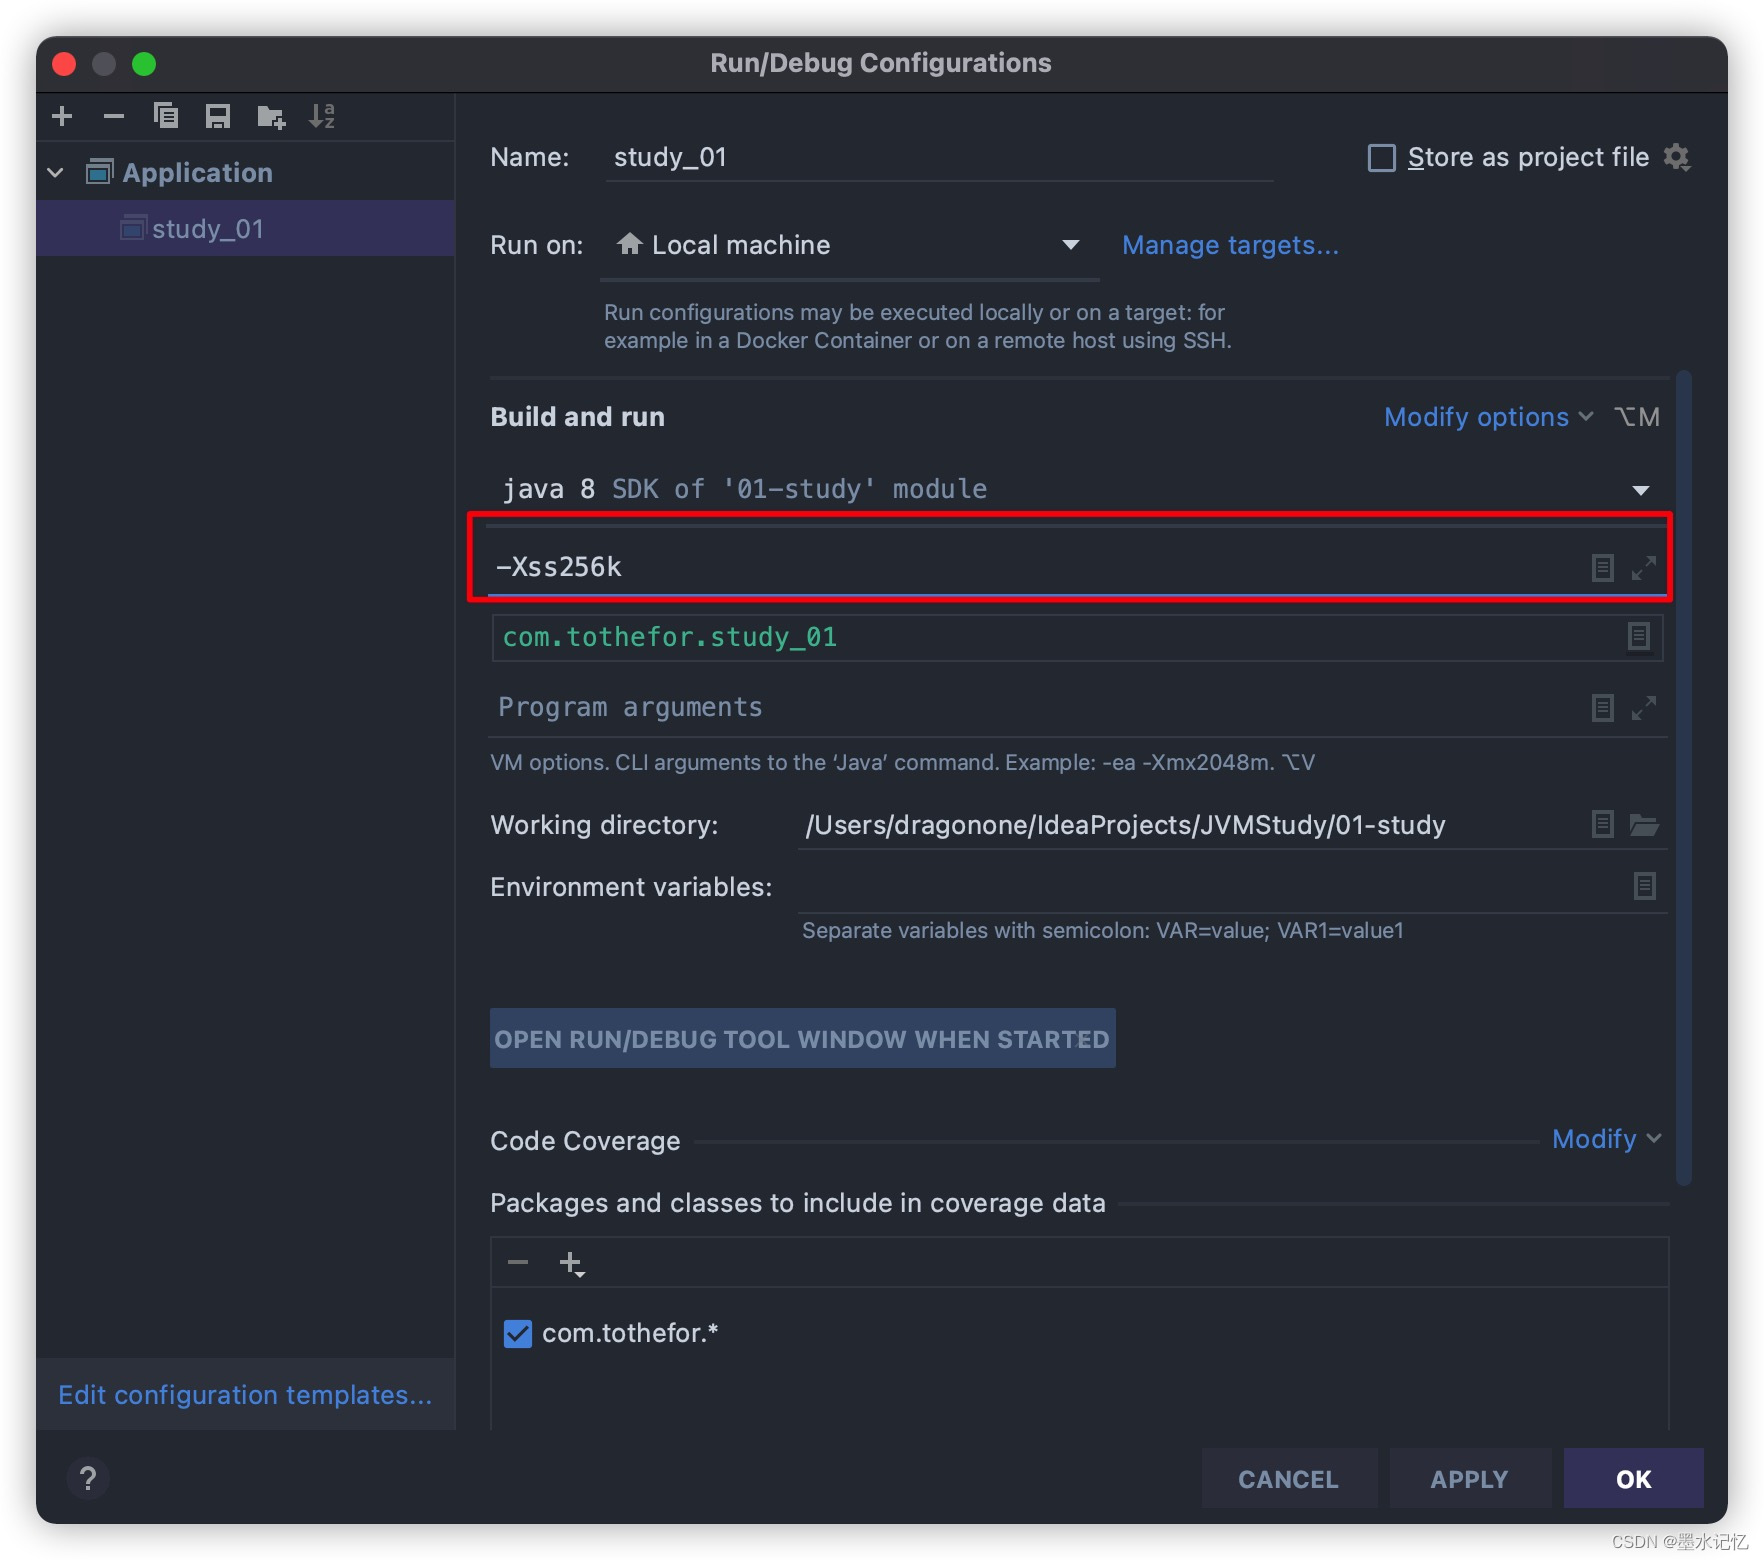 Run/Debug Configurations
Application
study_01
Name: study_01
Store as project file
Run on: Local machine
Manage targets...
Run configurations may be executed locally or on a target: for
example in a Docker Container or on a remote host using SSH.
Build and run
Modify options ⌥M
java 8 SDK of '01-study' module
-Xss256k
com.tothefor.study_01
Program arguments
VM options. CLI arguments to the ‘Java’ command. Example: -ea -Xmx2048m. ⌥V
Working directory: /Users/dragonone/IdeaProjects/JVMStudy/01-study
Environment variables:
Separate variables with semicolon: VAR=value; VAR1=value1
OPEN RUN/DEBUG TOOL WINDOW WHEN STARTED
Code Coverage
Modify
Packages and classes to include in coverage data
com.tothefor.*
Edit configuration templates...
?
CANCEL
APPLY
OK
CSDN @墨水记忆